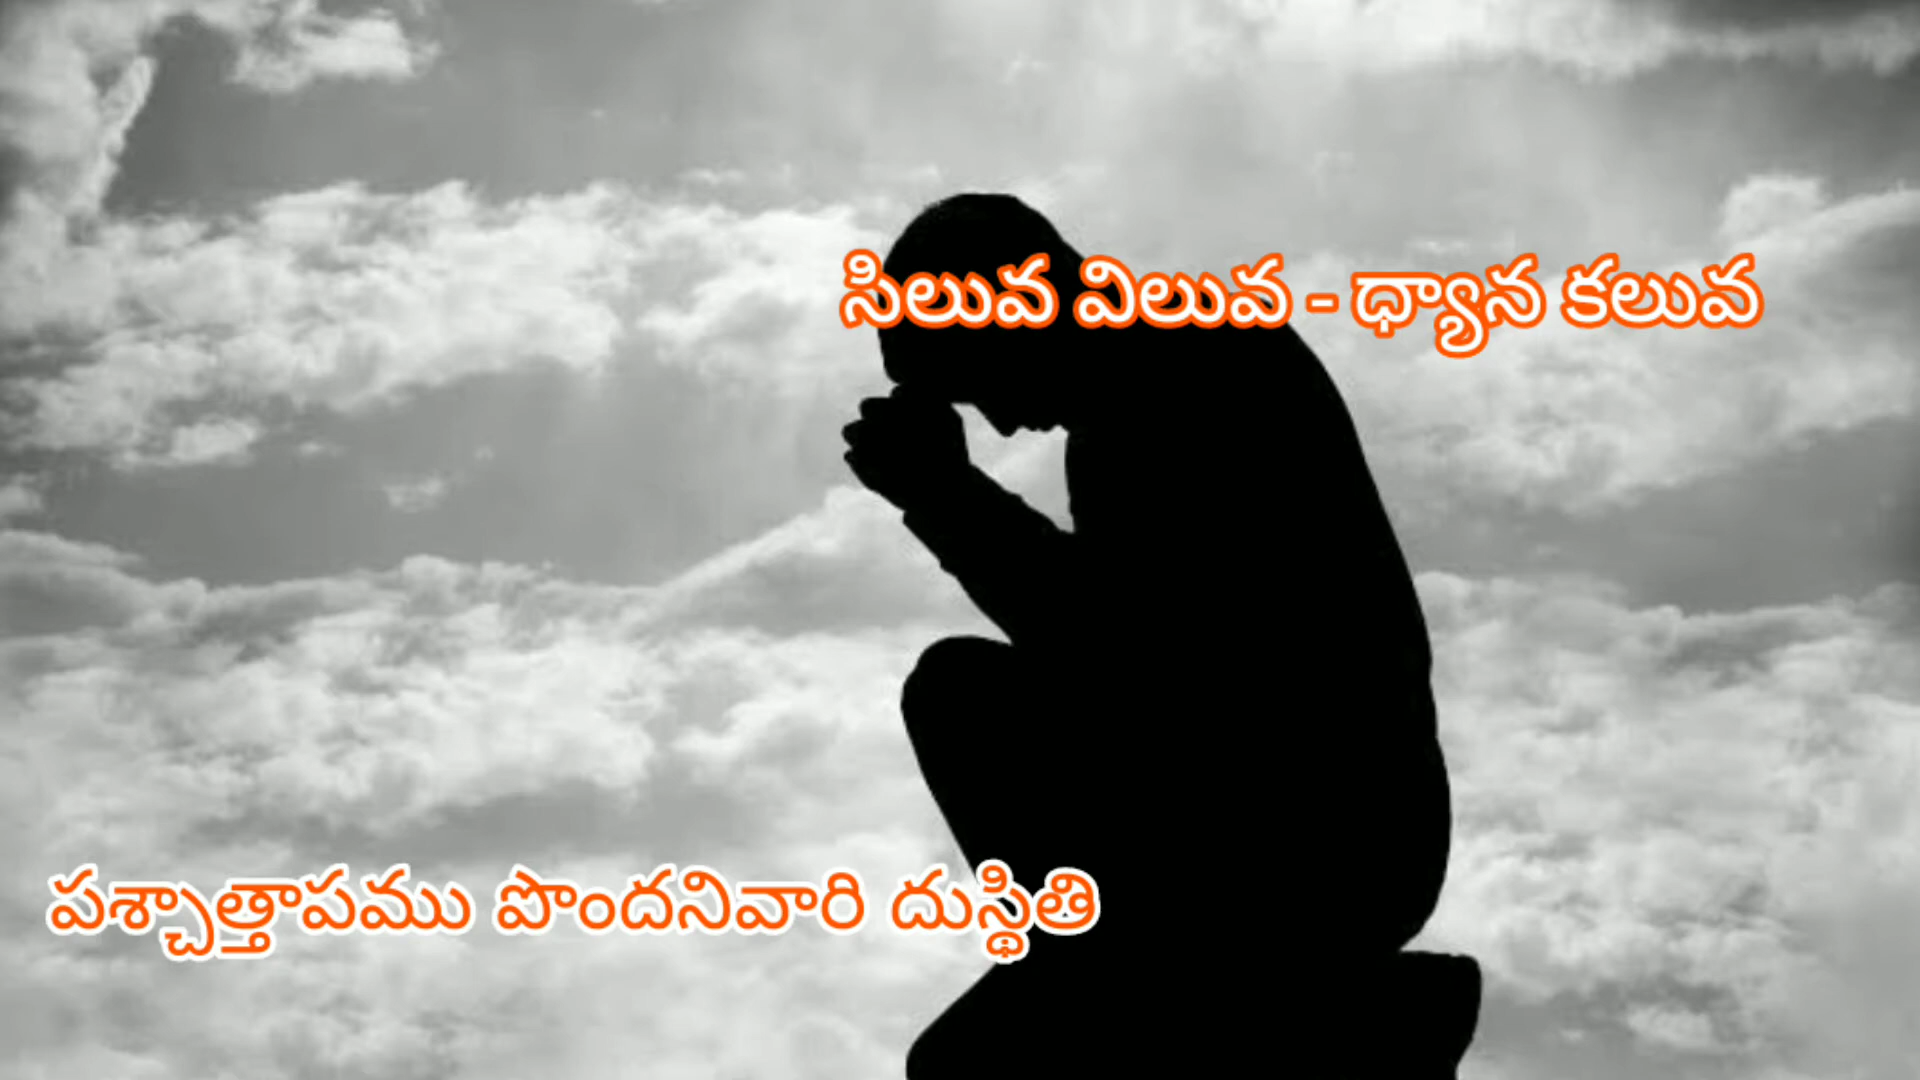 సిలువ విలువ - ధ్యాన కలువ
పశ్చాత్తాపము పొందనివారి దుస్థితి